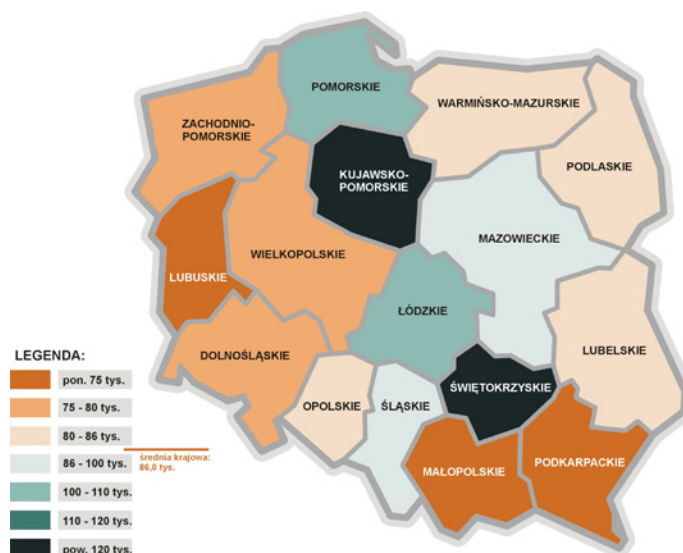 POMORSKIE
ZACHODNIO-
POMORSKIE
WARMIŃSKO-MAZURSKIE
PODLASKIE
KUJAWSKO-
POMORSKIE
MAZOWIECKIE
WIELKOPOLSKIE
LUBUSKIE
ŁÓDZKIE
DOLNOŚLĄSKIE
LUBELSKIE
OPOLSKIE
ŚLĄSKIE
ŚWIĘTOKRZYSKIE
MAŁOPOLSKIE
PODKARPACKIE
LEGENDA:
pon. 75 tys.
75 - 80 tys.
80 - 86 tys.
średnia krajowa:
86,0 tys.
86 - 100 tys.
100 - 110 tys.
110 - 120 tys.
pow. 120 tys.